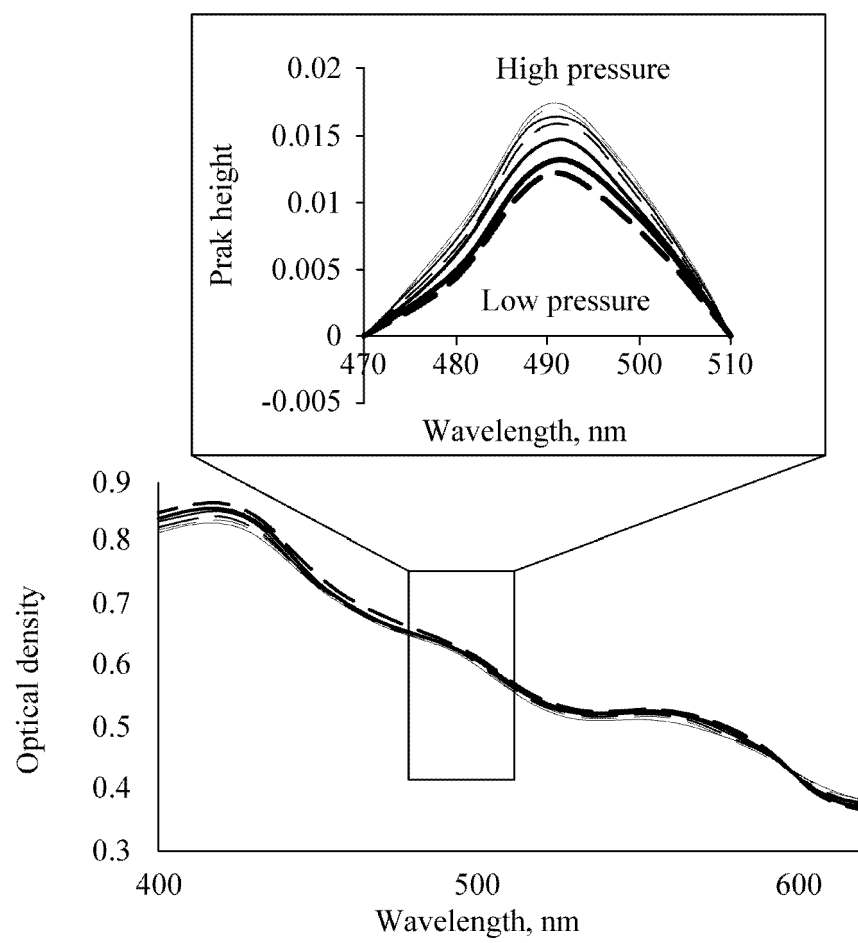 0.02
High pressure
0.015
0.01
0.005
Low pressure
0
470 480 490 500 510
-0.005
Prak height
Wavelength, nm
0.9
0.8
0.7
0.6
0.5
0.4
0.3
Optical density
400 500 600
Wavelength, nm